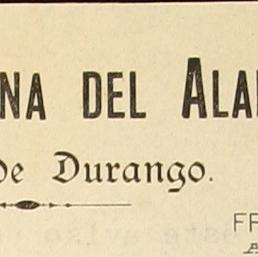 NA DEL ALA
de Durango.
FR
A